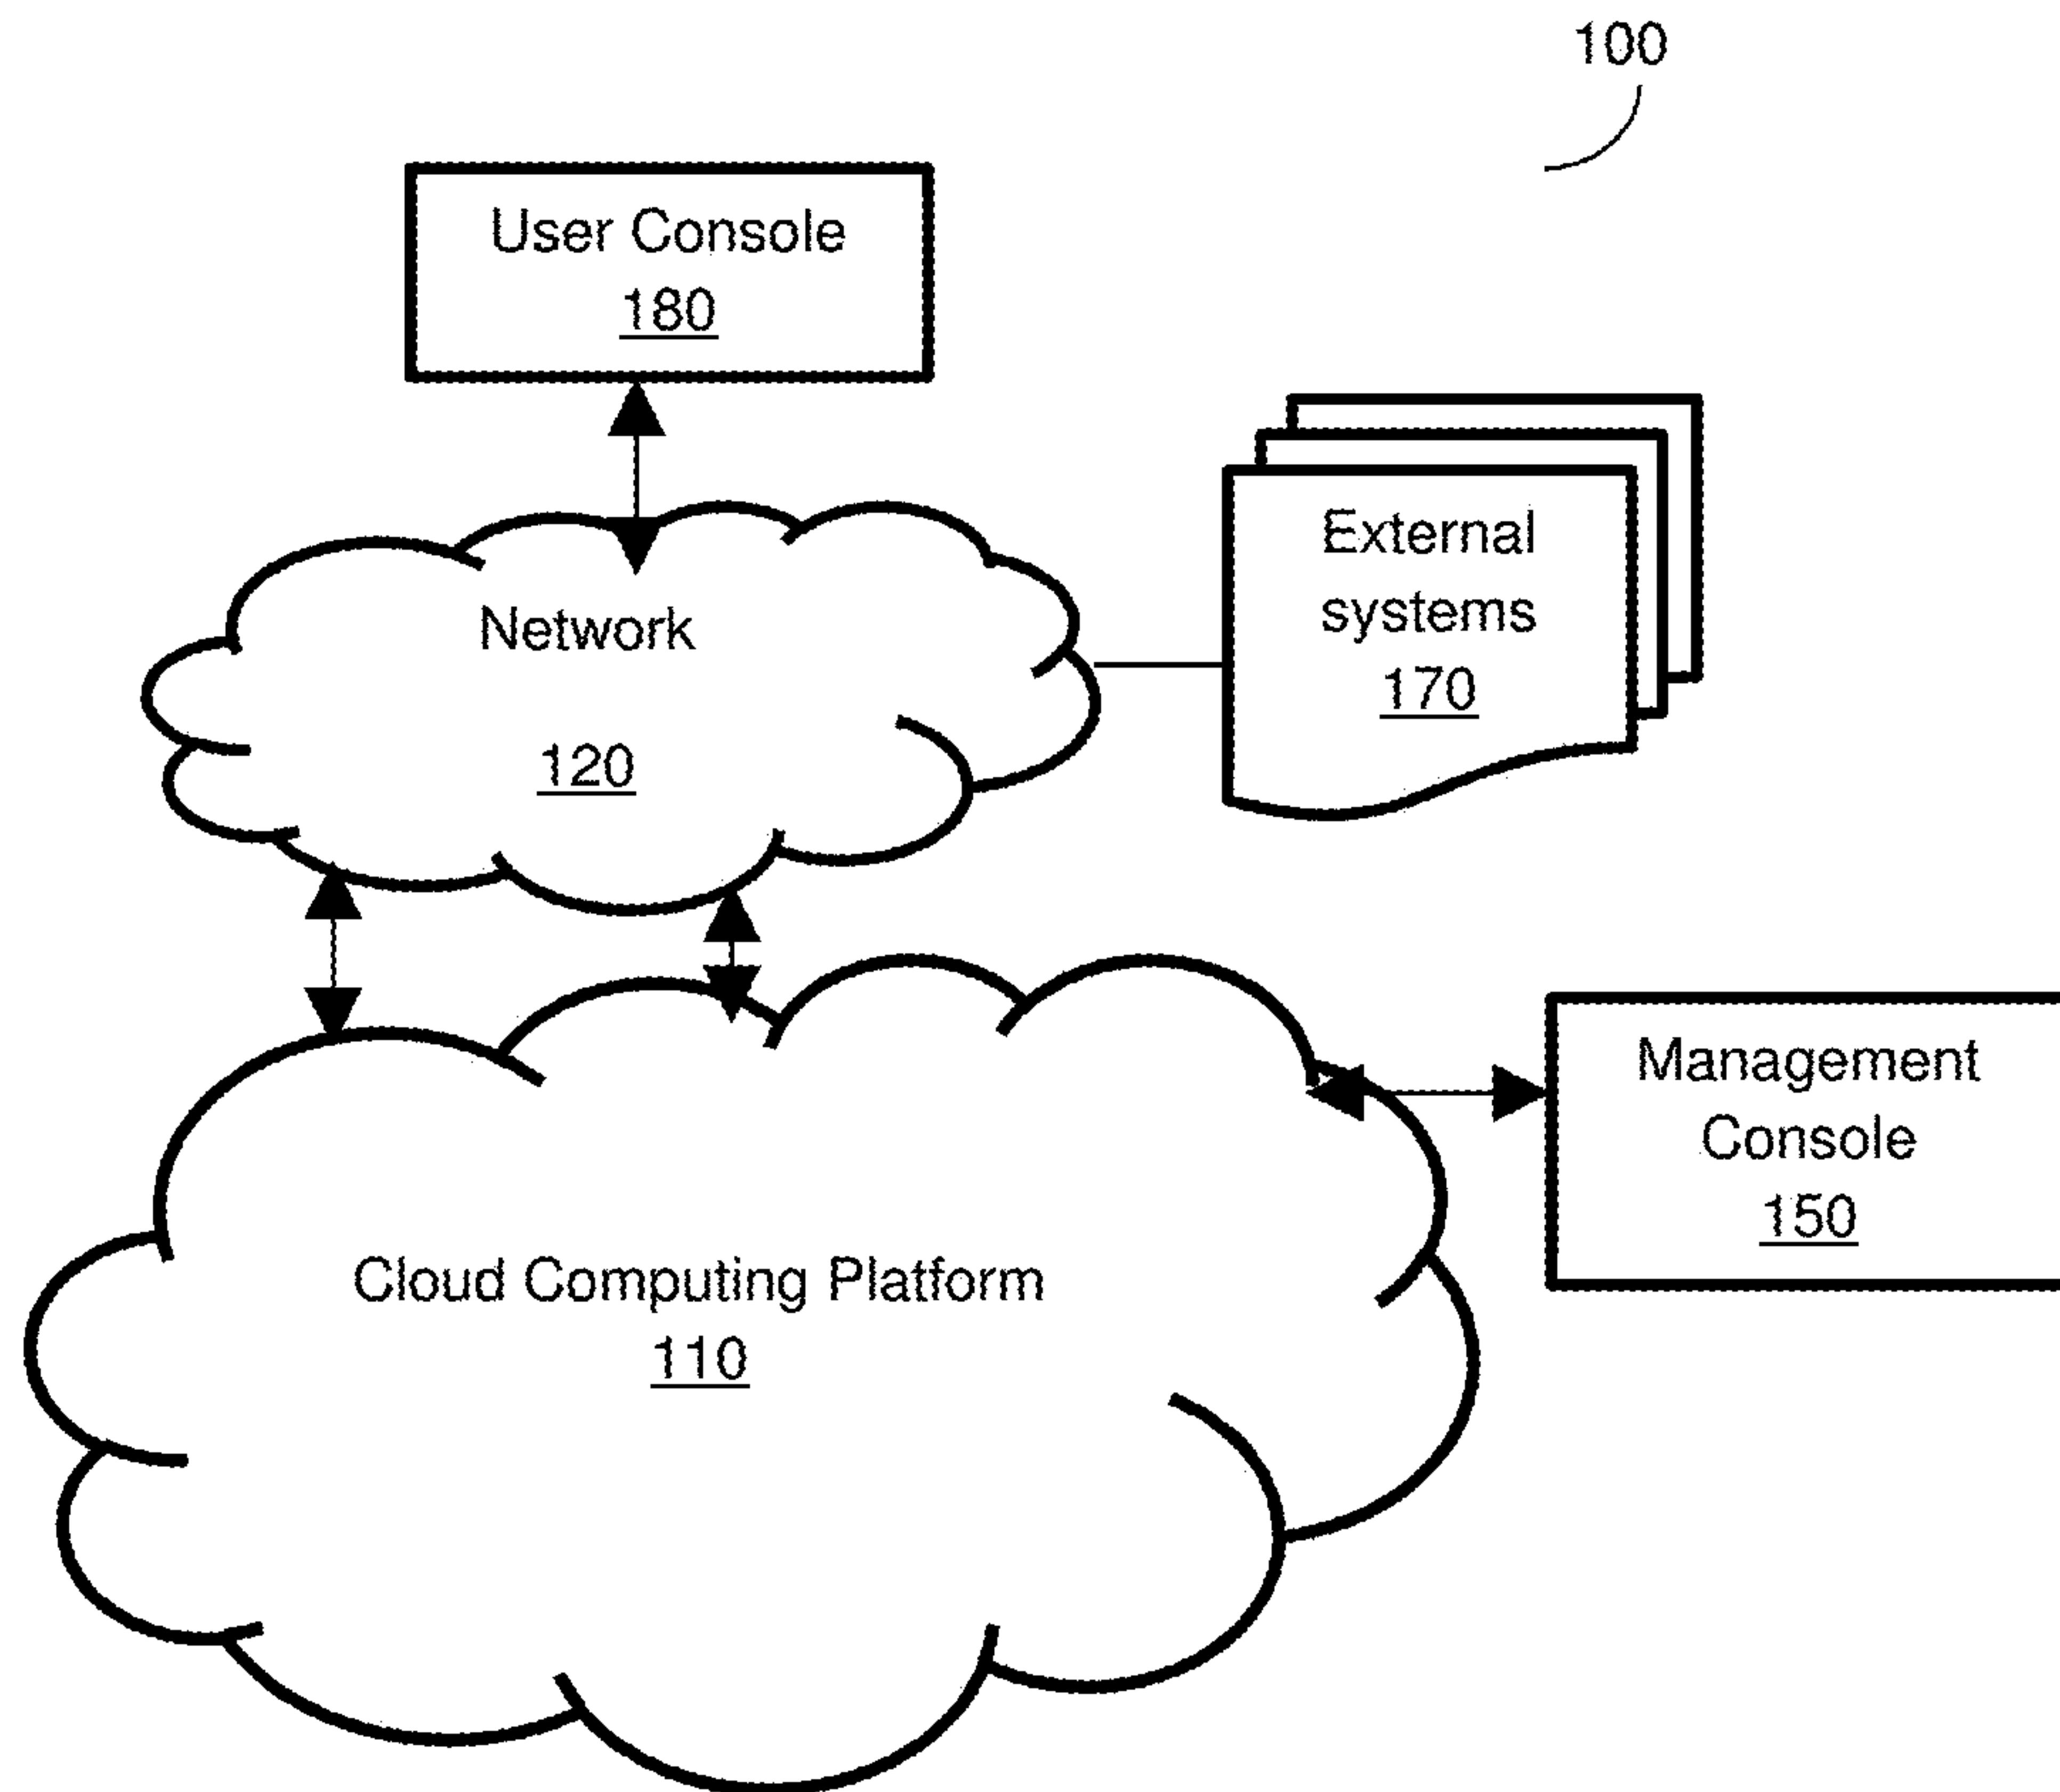 100
User Console
180
External
systems
170
Network
120
Management
Console
150
Cloud Computing Platform
110